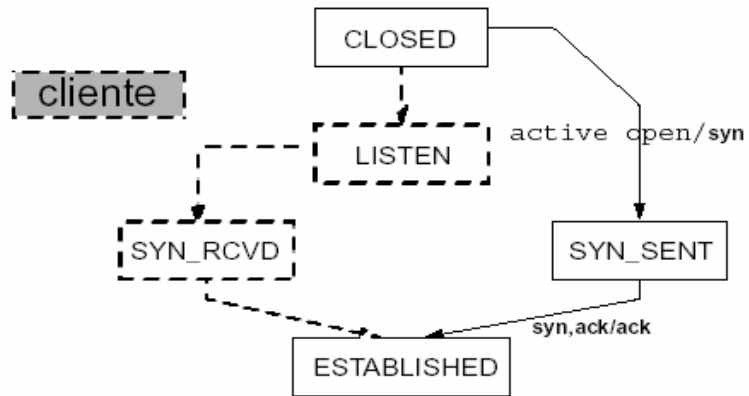 CLOSED
cliente
LISTEN
active open/syn
SYN_RCVD
SYN_SENT
syn,ack/ack
ESTABLISHED